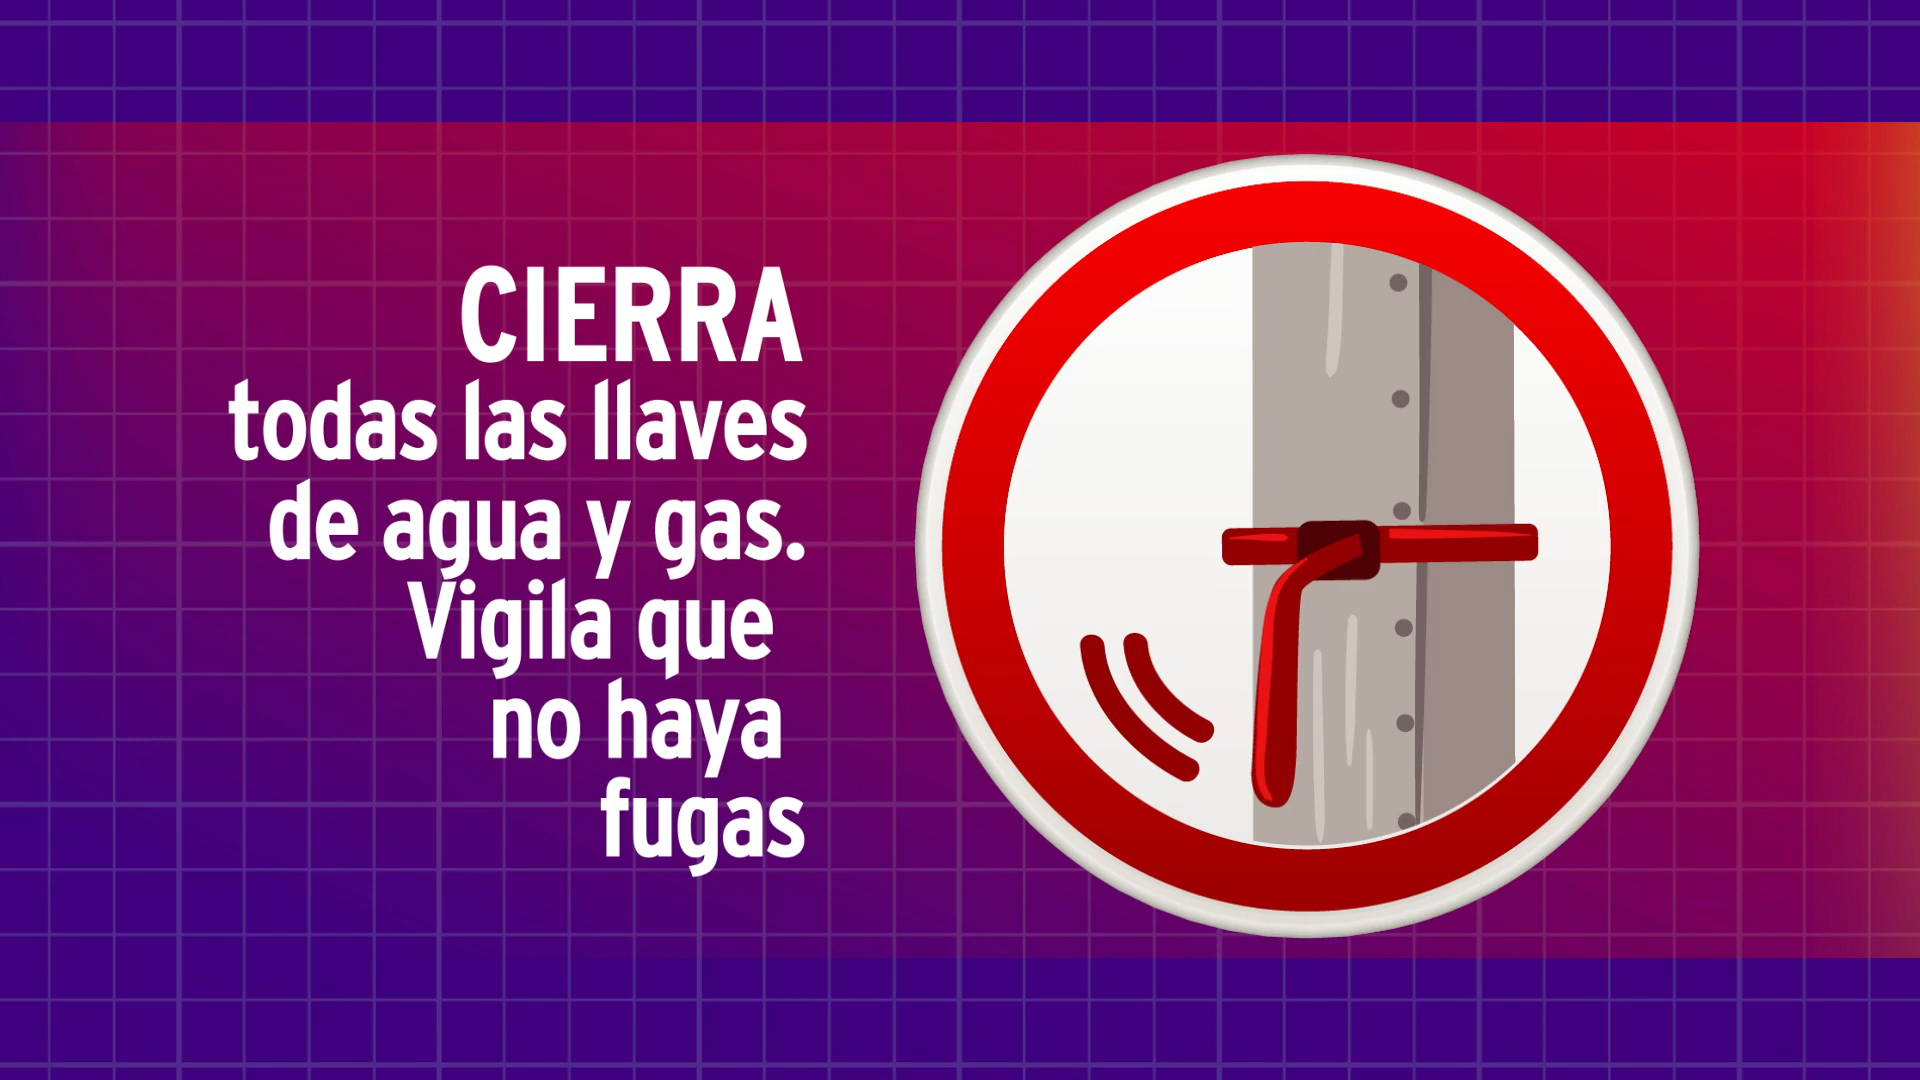 CIERRA
todas las llaves
de agua y gas.
Vigila que
no haya
fugas